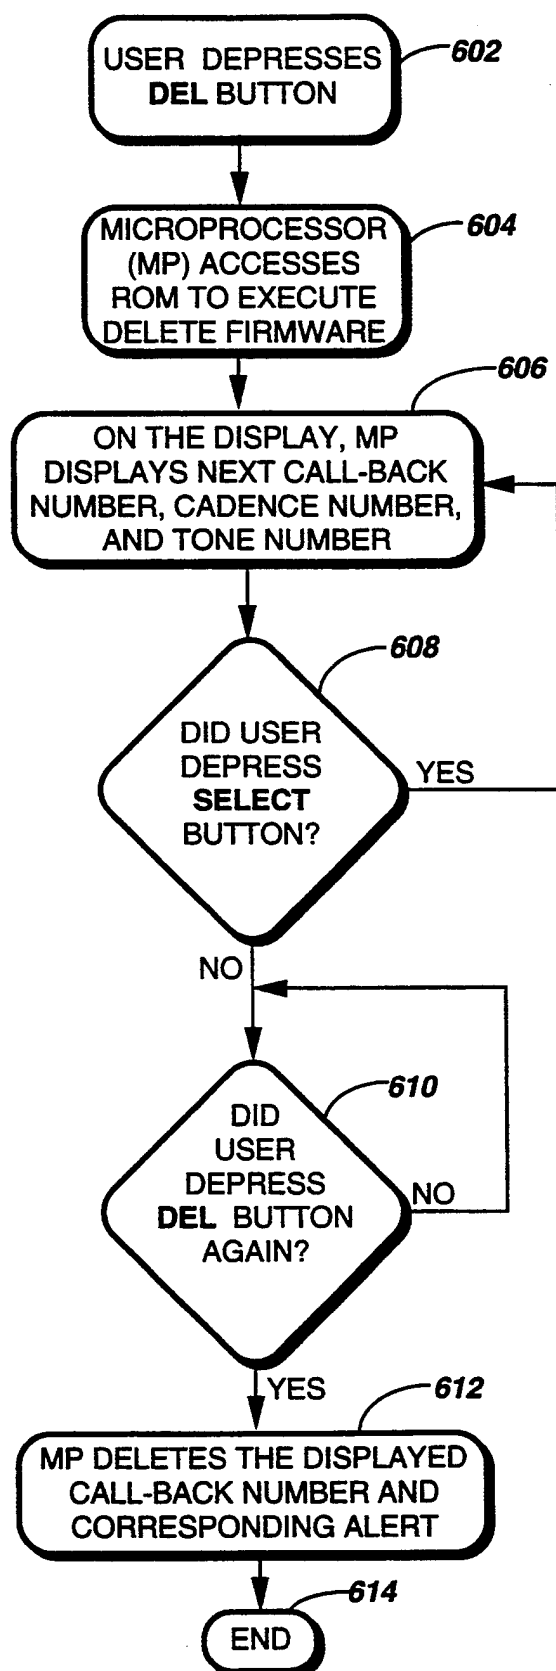 USER DEPRESSES
DEL BUTTON
602
MICROPROCESSOR
(MP) ACCESSES
ROM TO EXECUTE
DELETE FIRMWARE
604
606
ON THE DISPLAY, MP
DISPLAYS NEXT CALL-BACK
NUMBER, CADENCE NUMBER,
AND TONE NUMBER
608
DID USER
DEPRESS
SELECT
BUTTON?
YES
NO
610
DID
USER
DEPRESS
DEL BUTTON
AGAIN?
NO
YES
612
MP DELETES THE DISPLAYED
CALL-BACK NUMBER AND
CORRESPONDING ALERT
614
END